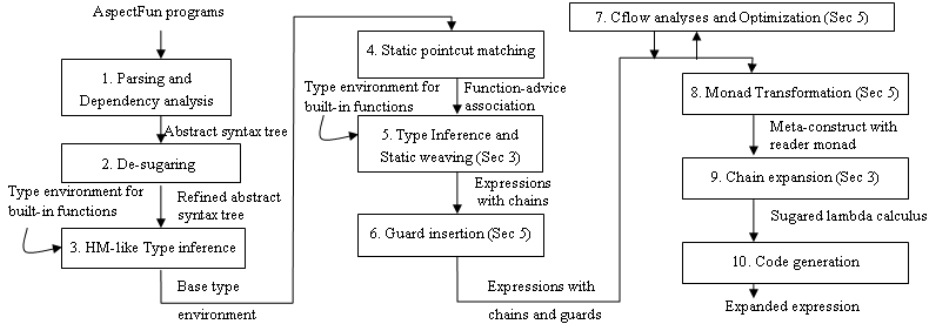 AspectFun programs
1. Parsing and
Dependency analysis
Abstract syntax tree
2. De-sugaring
Type environment for
built-in functions
Refined abstract
syntax tree
3. HM-like Type inference
Base type
environment
4. Static pointcut matching
Type environment for
built-in functions
Function-advice
association
5. Type Inference and
Static weaving (Sec 3)
Expressions
with chains
6. Guard insertion (Sec 5)
Expressions with
chains and guards
7. Cflow analyses and Optimization (Sec 5)
8. Monad Transformation (Sec 5)
Meta-construct with
reader monad
9. Chain expansion (Sec 3)
Sugared lambda calculus
10. Code generation
Expanded expression